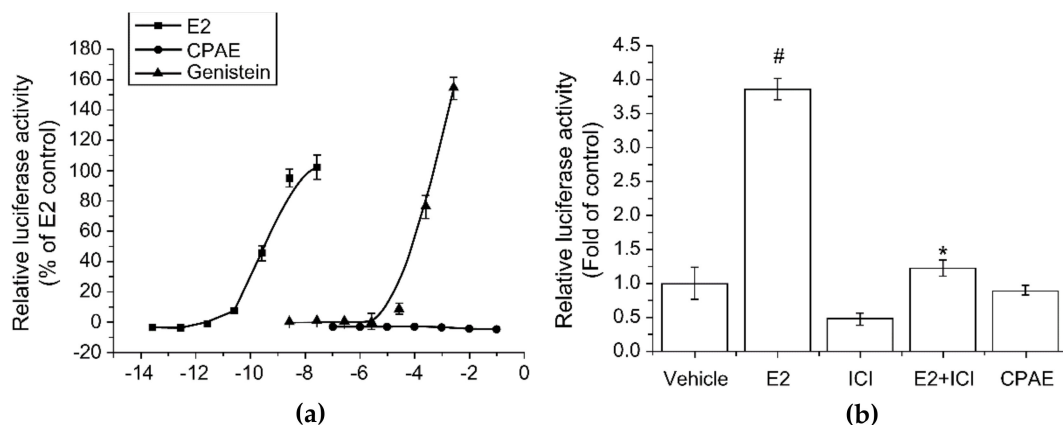 E2
CPAE
Genistein
Relative luciferase activity
(% of E2 control)
180
160
140
120
100
80
60
40
20
0
-20
-14
-12
-10
-8
-6
-4
-2
0
(a)
Relative luciferase activity
(Fold of control)
4.5
4.0
3.5
3.0
2.5
2.0
1.5
1.0
0.5
0.0
#
*
Vehicle
E2
ICI
E2+ICI
CPAE
(b)